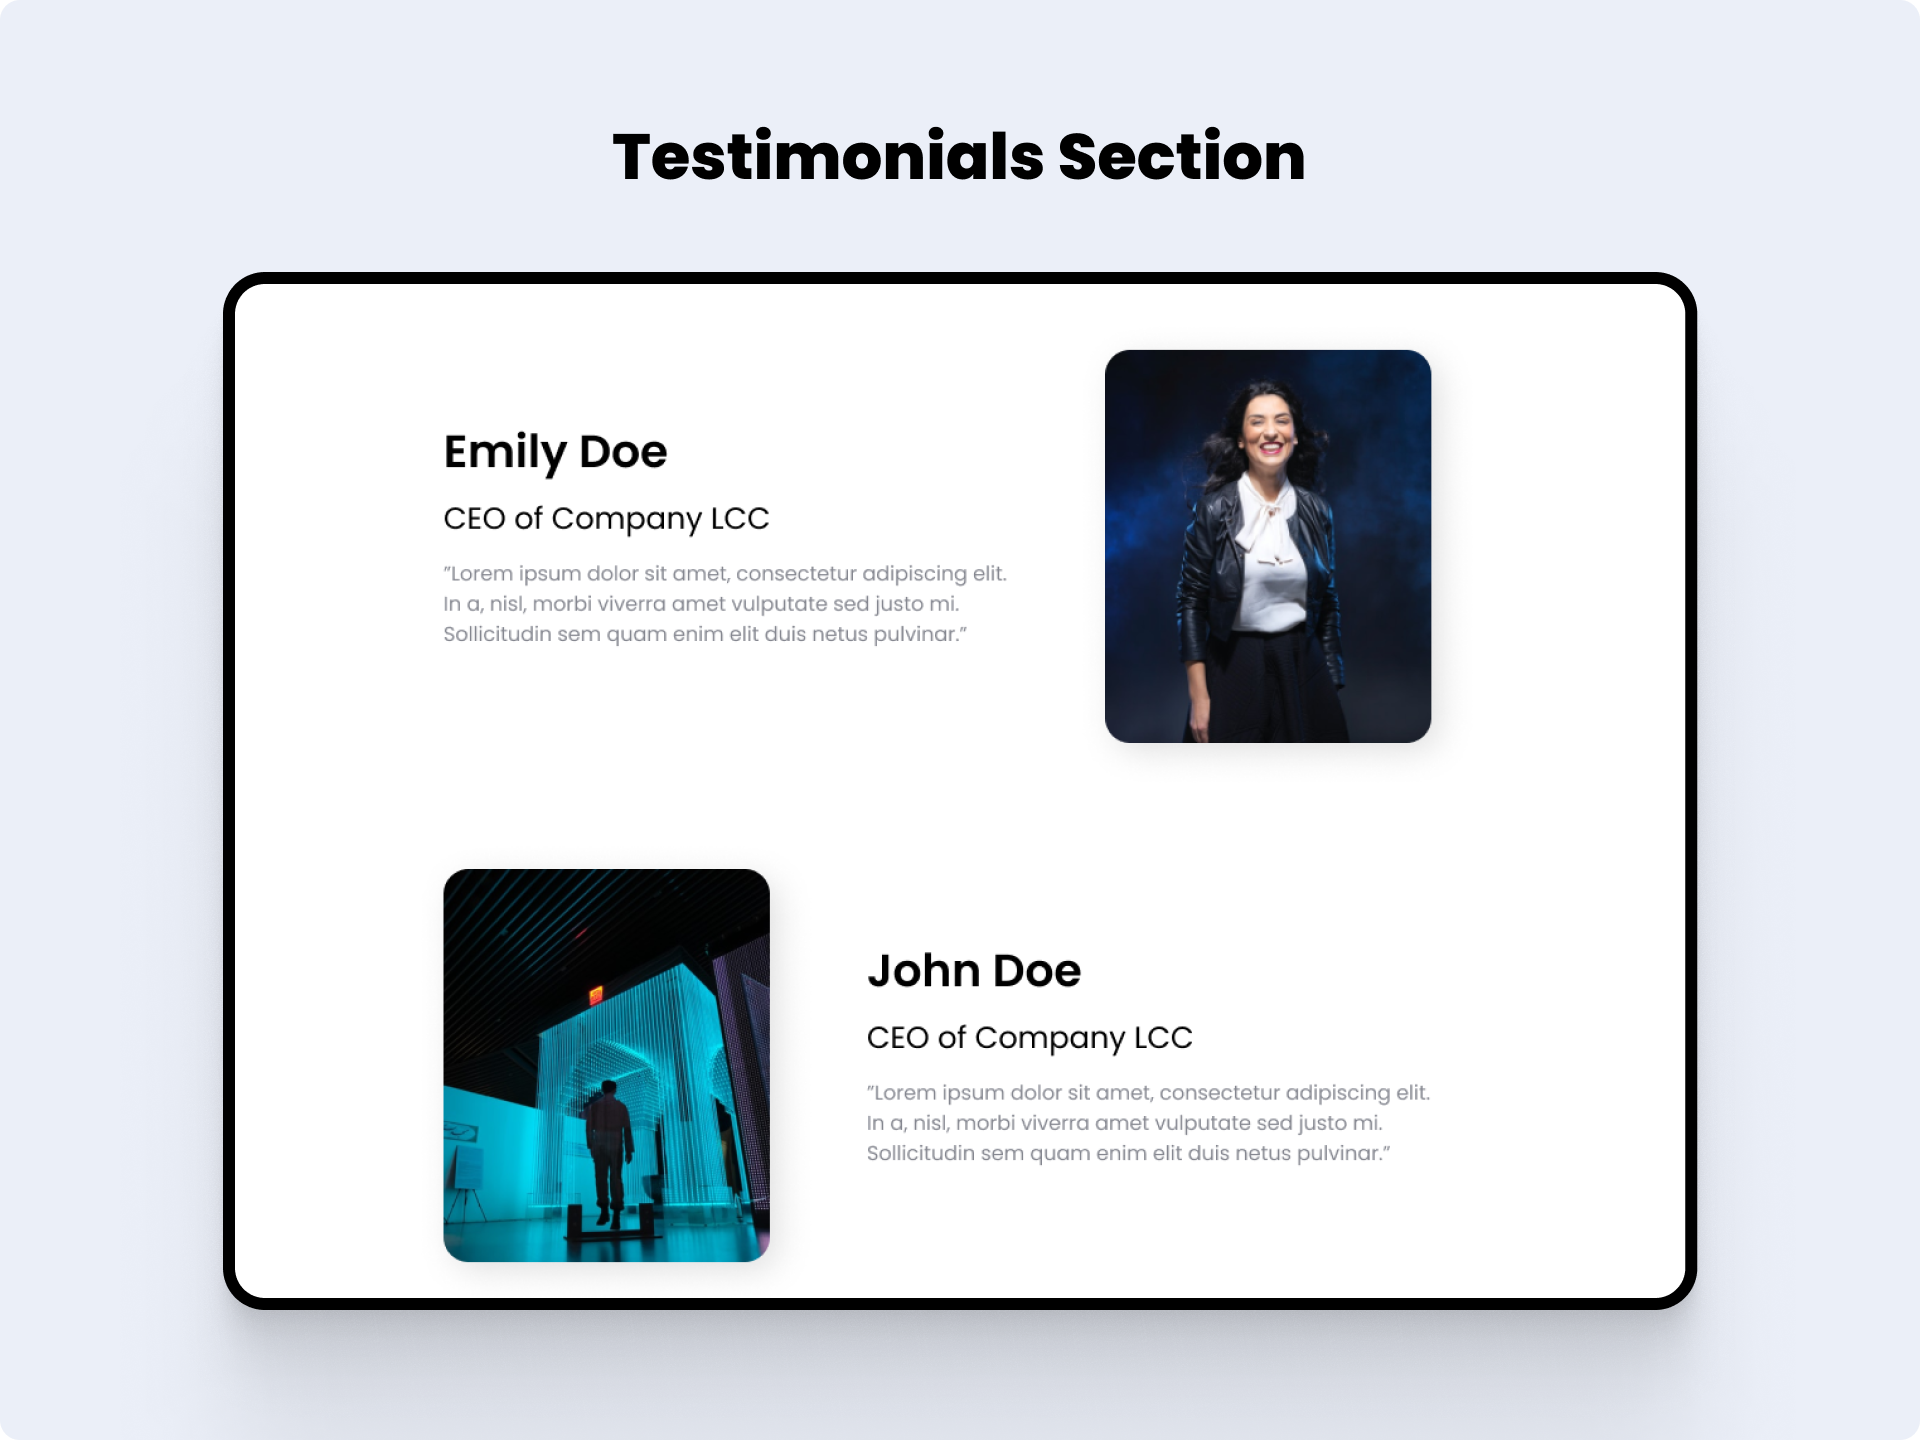 Testimonials Section
Emily Doe
CEO of Company LCC
”Lorem ipsum dolor sit amet, consectetur adipiscing elit.
In a, nisl, morbi viverra amet vulputate sed justo mi.
Sollicitudin sem quam enim elit duis netus pulvinar.”
John Doe
CEO of Company LCC
”Lorem ipsum dolor sit amet, consectetur adipiscing elit.
In a, nisl, morbi viverra amet vulputate sed justo mi.
Sollicitudin sem quam enim elit duis netus pulvinar.”